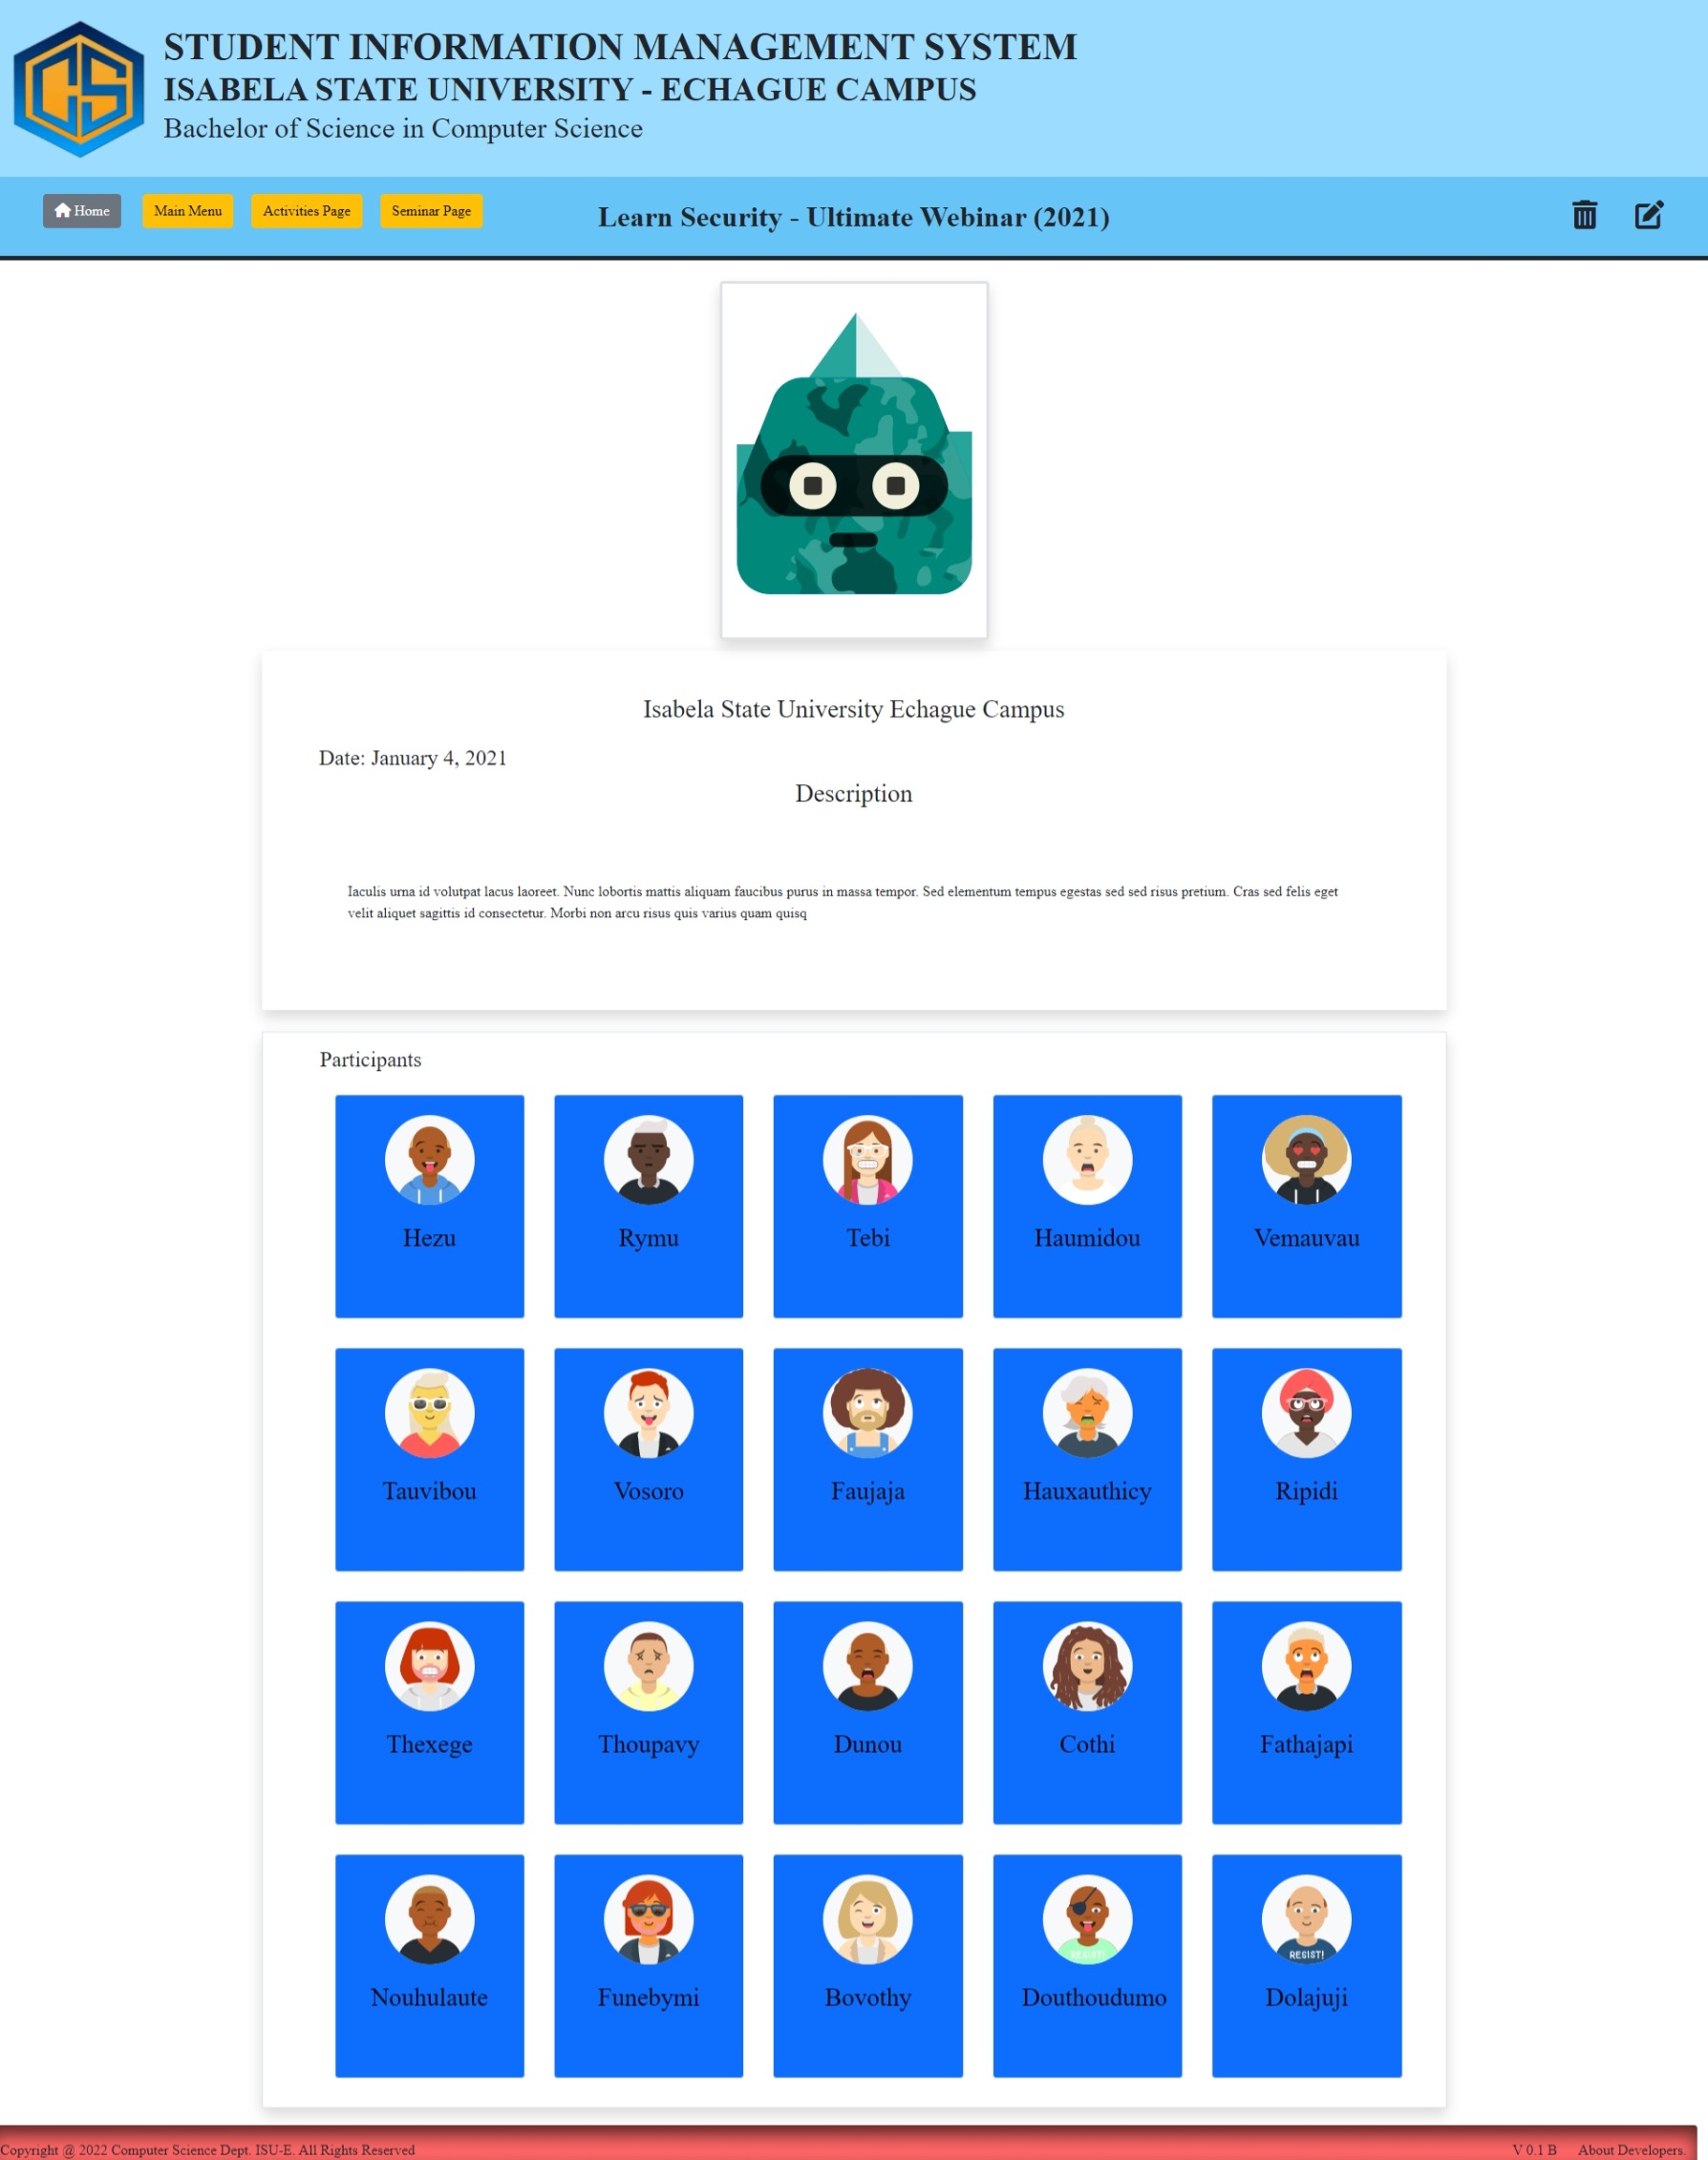 CS
STUDENT INFORMATION MANAGEMENT SYSTEM
ISABELA STATE UNIVERSITY - ECHAGUE CAMPUS
Bachelor of Science in Computer Science
Home Main Menu Activities Page Seminar Page Learn Security - Ultimate Webinar (2021)
Isabela State University Echague Campus
Date: January 4, 2021
Description
Iaculis urna id volutpat lacus laoreet. Nunc lobortis mattis aliquam faucibus purus in massa tempor. Sed elementum tempus egestas sed sed risus pretium. Cras sed felis eget
velit aliquet sagittis id consectetur. Morbi non arcu risus quis varius quam quisq
Participants
Hezu Rymu Tebi Haumidou Vemauvau
Tauvibou Vosoro Faujaja Hauxauthicy Ripidi
Thexege Thoupavy Dunou Cothi Fathajapi
RESIST! RESIST!
Nouhulaute Funebymi Bovothy Douthoudumo Dolajuji
Copyright @ 2022 Computer Science Dept. ISU-E. All Rights Reserved V 0.1 B About Developers.